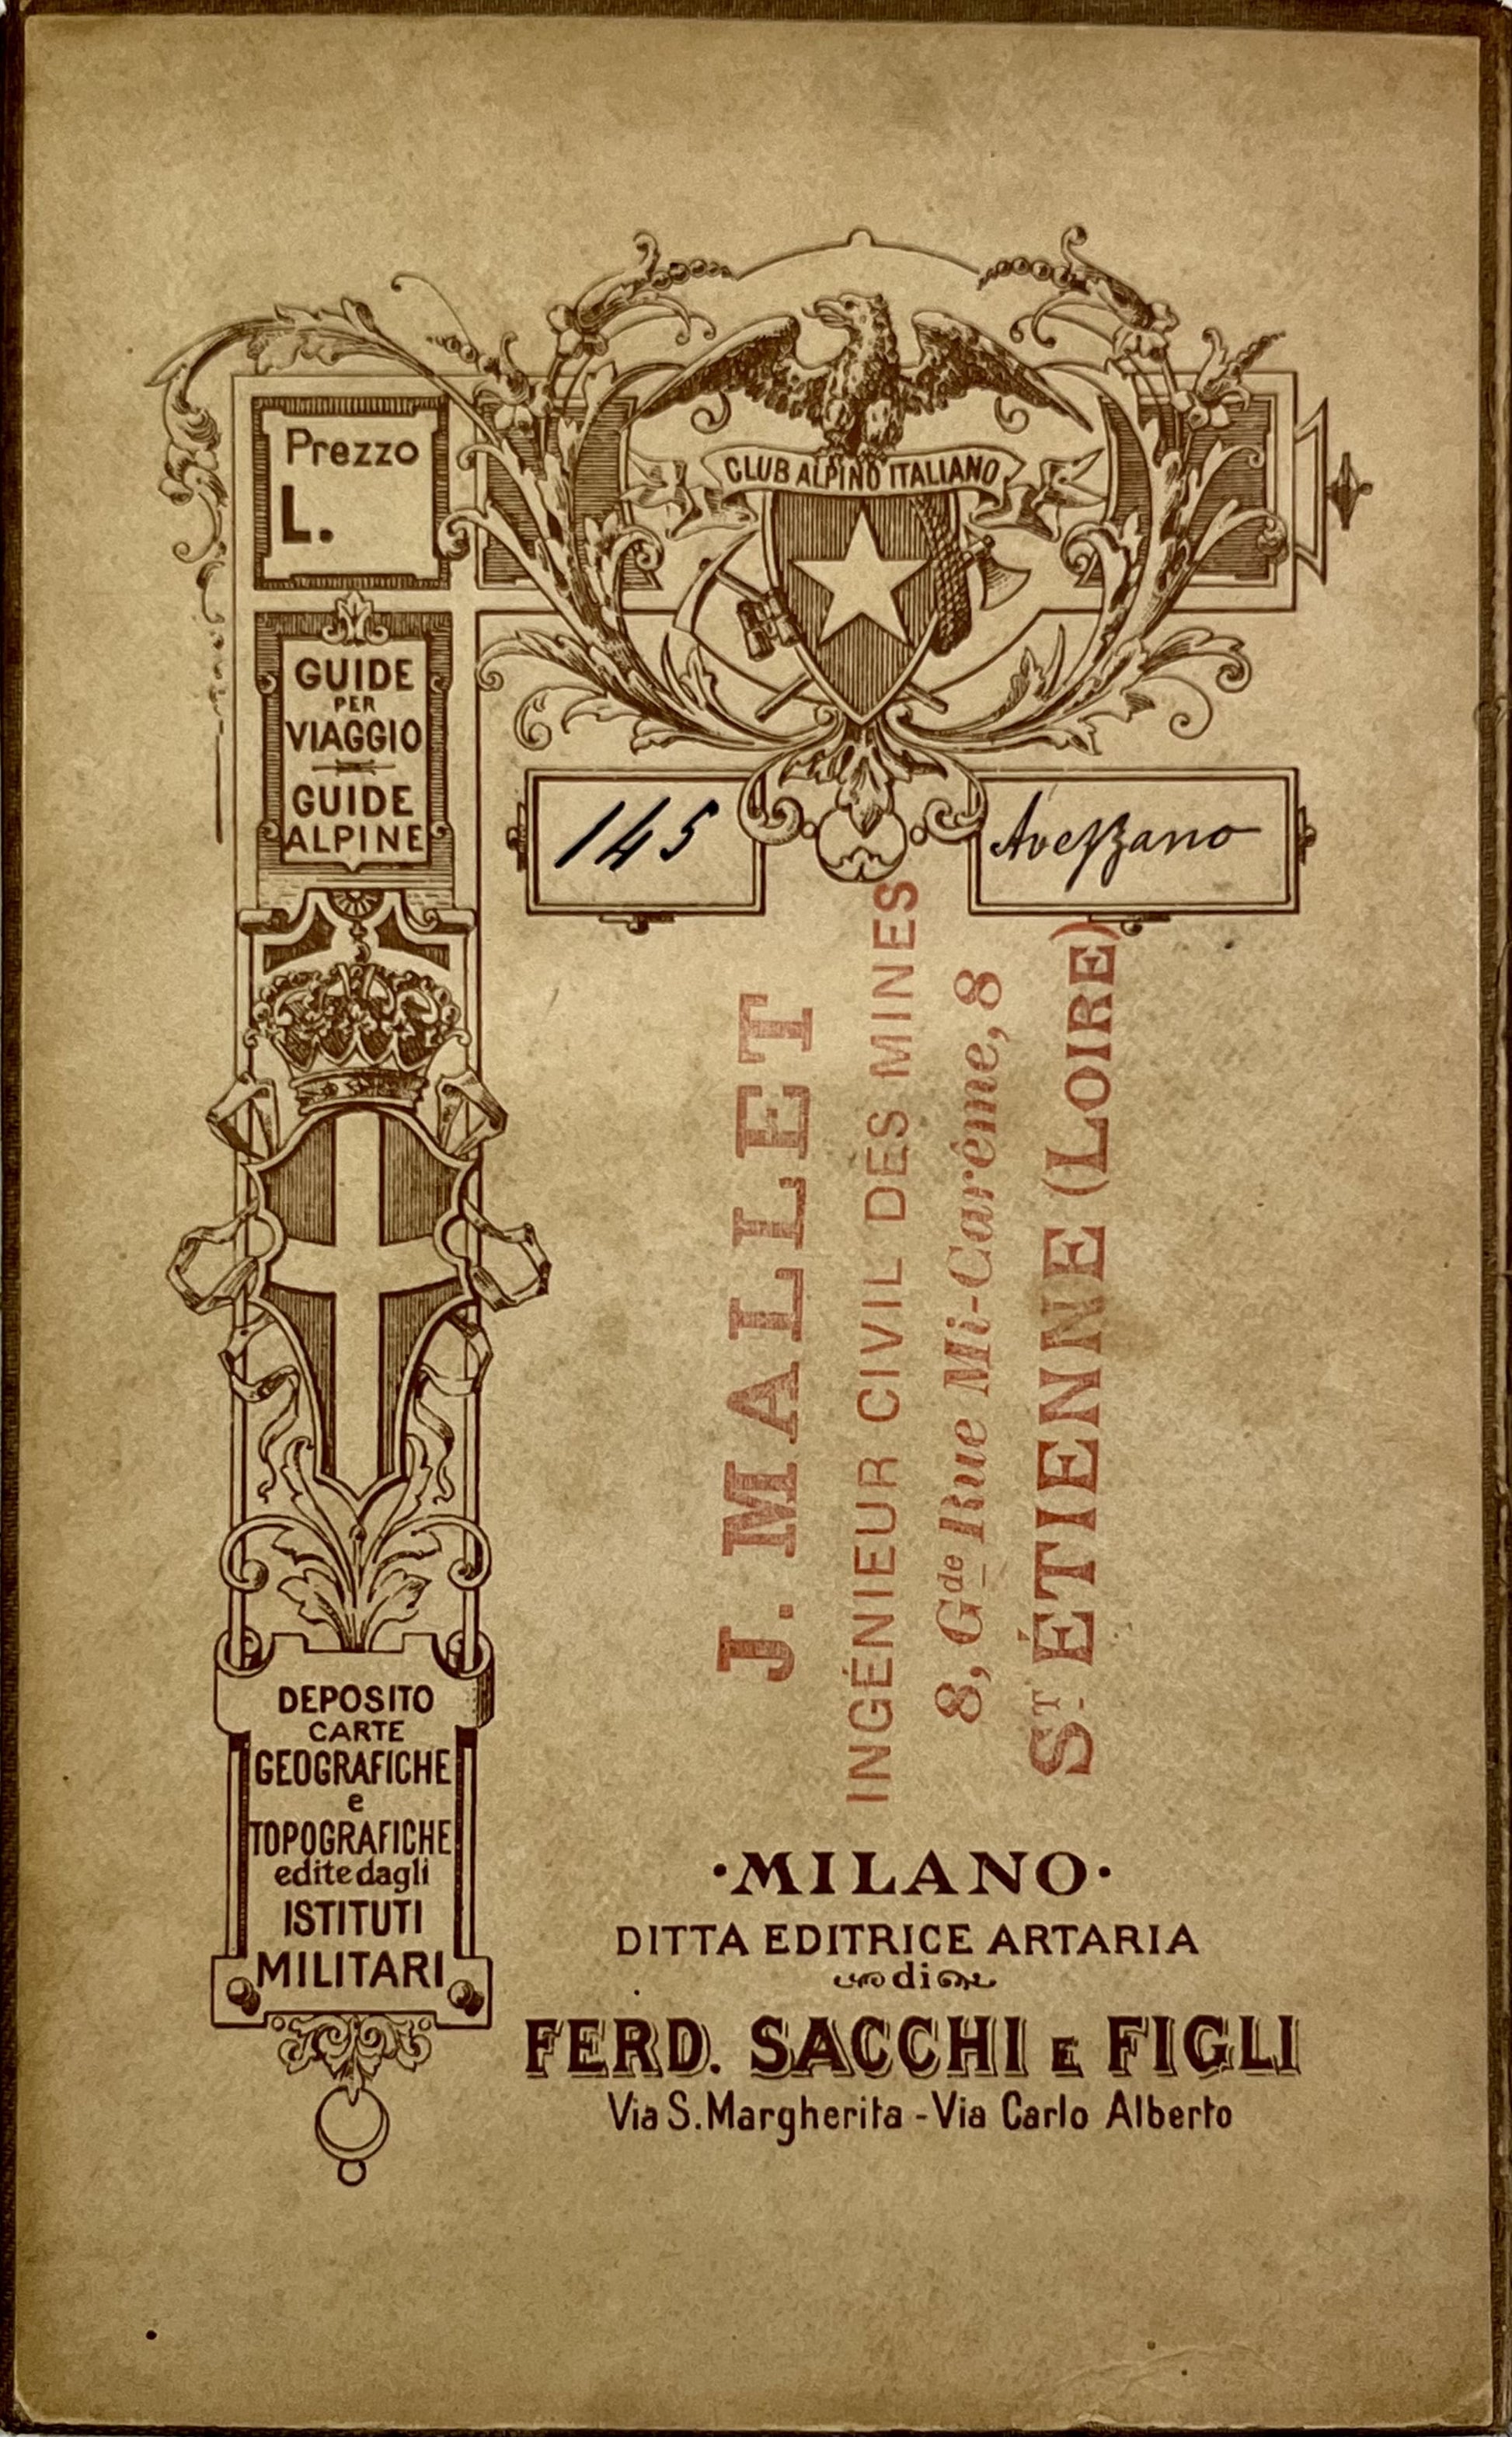 CLUB ALPINO ITALIANO
Prezzo
L.
GUIDE
PER
VIAGGIO
GUIDE
ALPINE
145
Avezzano
J. MALLET
INGÉNIEUR CIVIL DES MINES
8, Gde Rue Mi-Carême, 8
ST. ÉTIENNE (LOIRE)
DEPOSITO
CARTE
GEOGRAFICHE
e
TOPOGRAFICHE
edite dagli
ISTITUTI
MILITARI
·MILANO·
DITTA EDITRICE ARTARIA
di
FERD. SACCHI E FIGLI
Via S. Margherita - Via Carlo Alberto